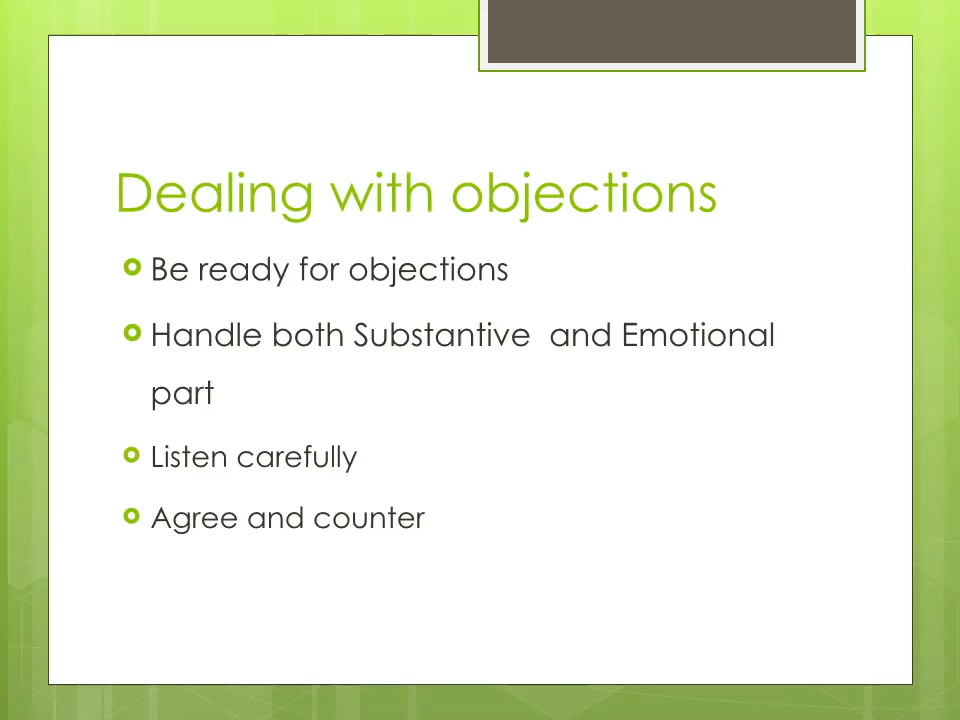 Dealing with objections
Be ready for objections
Handle both Substantive  and Emotional
part
Listen carefully
Agree and counter